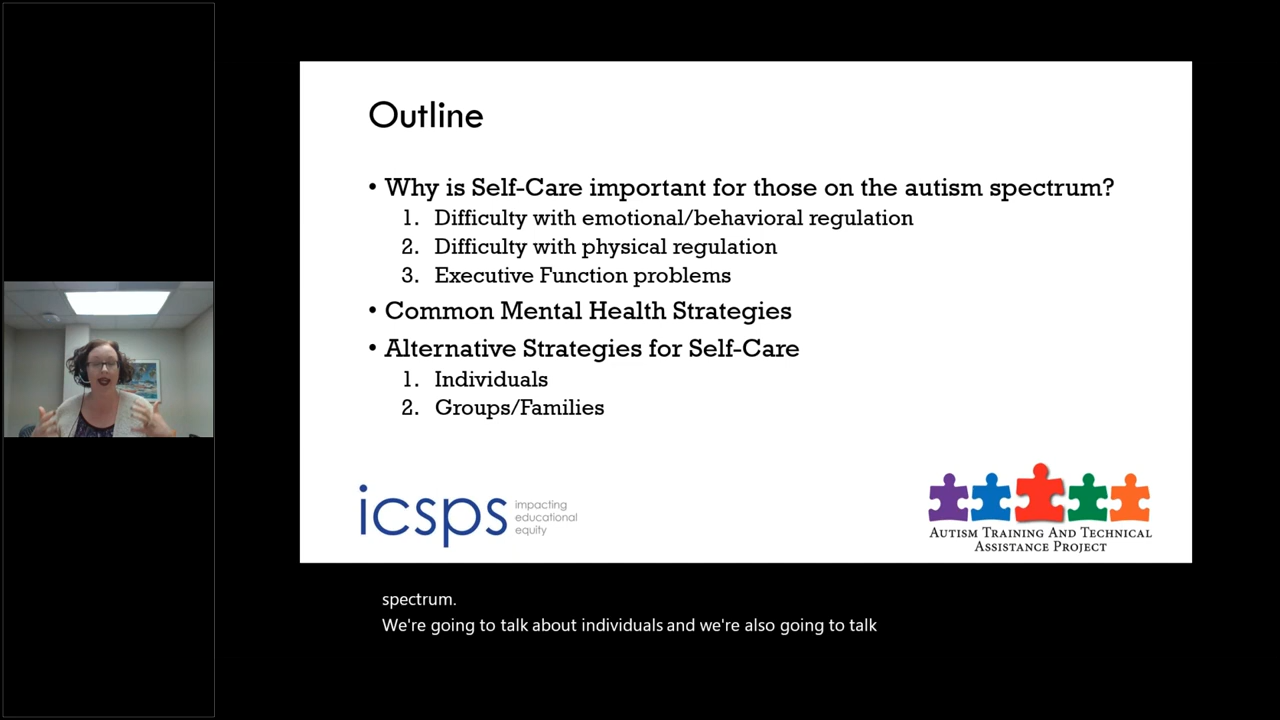 Outline
• Why is Self-Care important for those on the autism spectrum?
1. Difficulty with emotional/behavioral regulation
2. Difficulty with physical regulation
3. Executive Function problems
• Common Mental Health Strategies
• Alternative Strategies for Self-Care
1. Individuals
2. Groups/Families
icsps
impacting
educational
equity
Autism Training And Technical
Assistance Project
spectrum.
We're going to talk about individuals and we're also going to talk